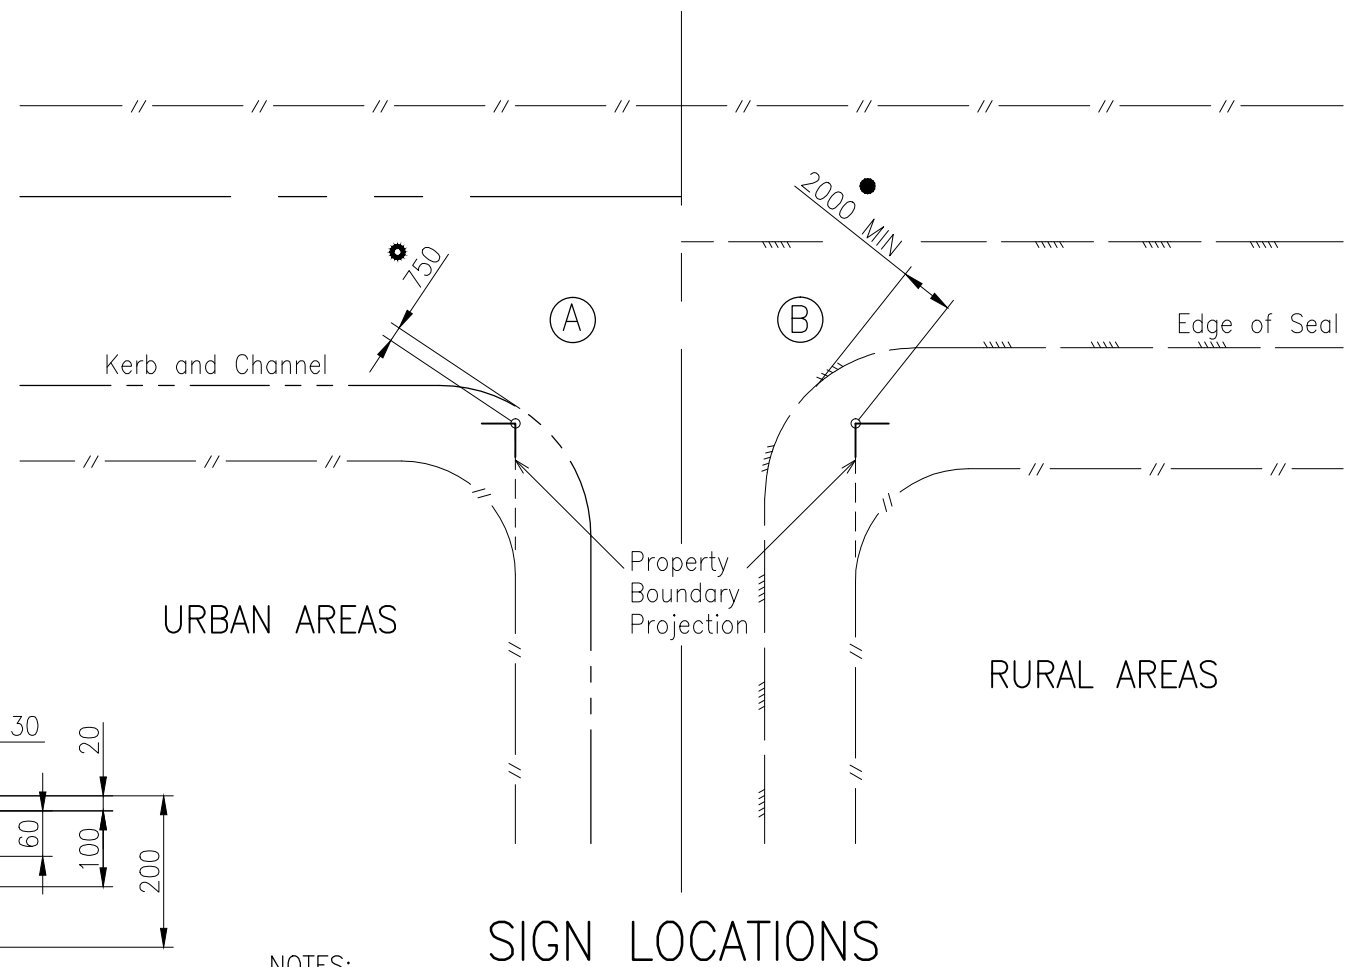 2000 MIN
750
A
B
Edge of Seal
Kerb and Channel
Property
Boundary
Projection
URBAN AREAS
RURAL AREAS
30
20
60
100
200
SIGN LOCATIONS
NOTES: